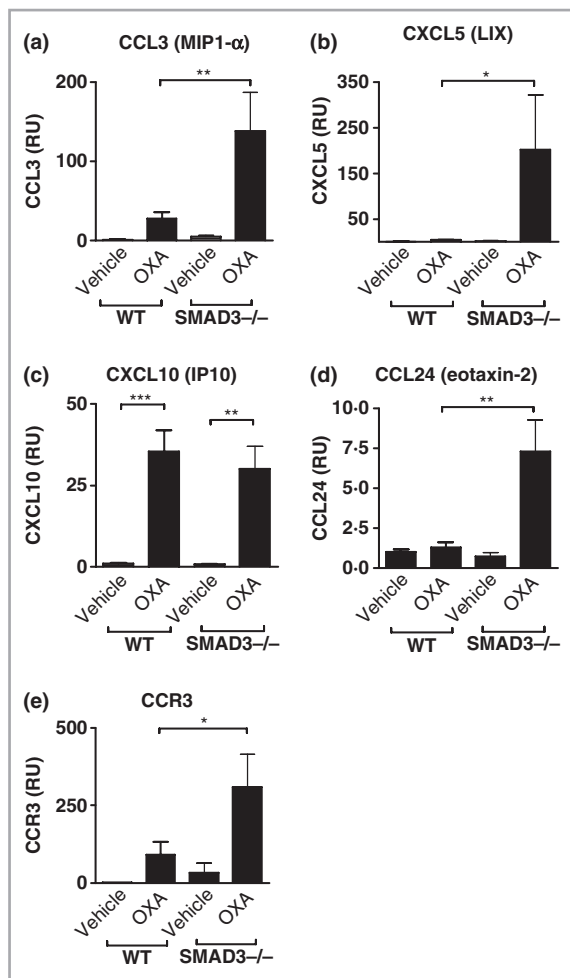 (a) CCL3 (MIP1-α)
**
200
100
0
CCL3 (RU)
Vehicle OXA Vehicle OXA
WT SMAD3–/–
(b) CXCL5 (LIX)
*
350
250
150
50
CXCL5 (RU)
Vehicle OXA Vehicle OXA
WT SMAD3–/–
(c) CXCL10 (IP10)
*** **
50
25
0
CXCL10 (RU)
Vehicle OXA Vehicle OXA
WT SMAD3–/–
(d) CCL24 (eotaxin-2)
**
10·0
7·5
5·0
2·5
0·0
CCL24 (RU)
Vehicle OXA Vehicle OXA
WT SMAD3–/–
(e) CCR3
*
500
250
0
CCR3 (RU)
Vehicle OXA Vehicle OXA
WT SMAD3–/–